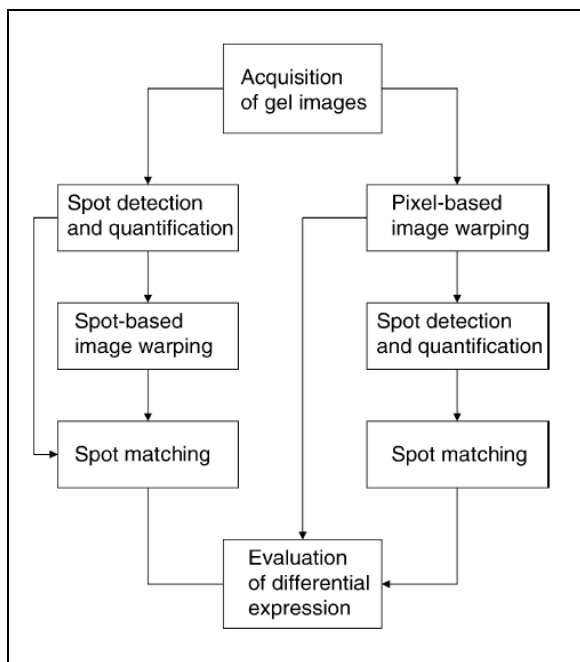 Acquisition
of gel images
Spot detection
and quantification
Pixel-based
image warping
Spot-based
image warping
Spot detection
and quantification
Spot matching
Spot matching
Evaluation
of differential
expression